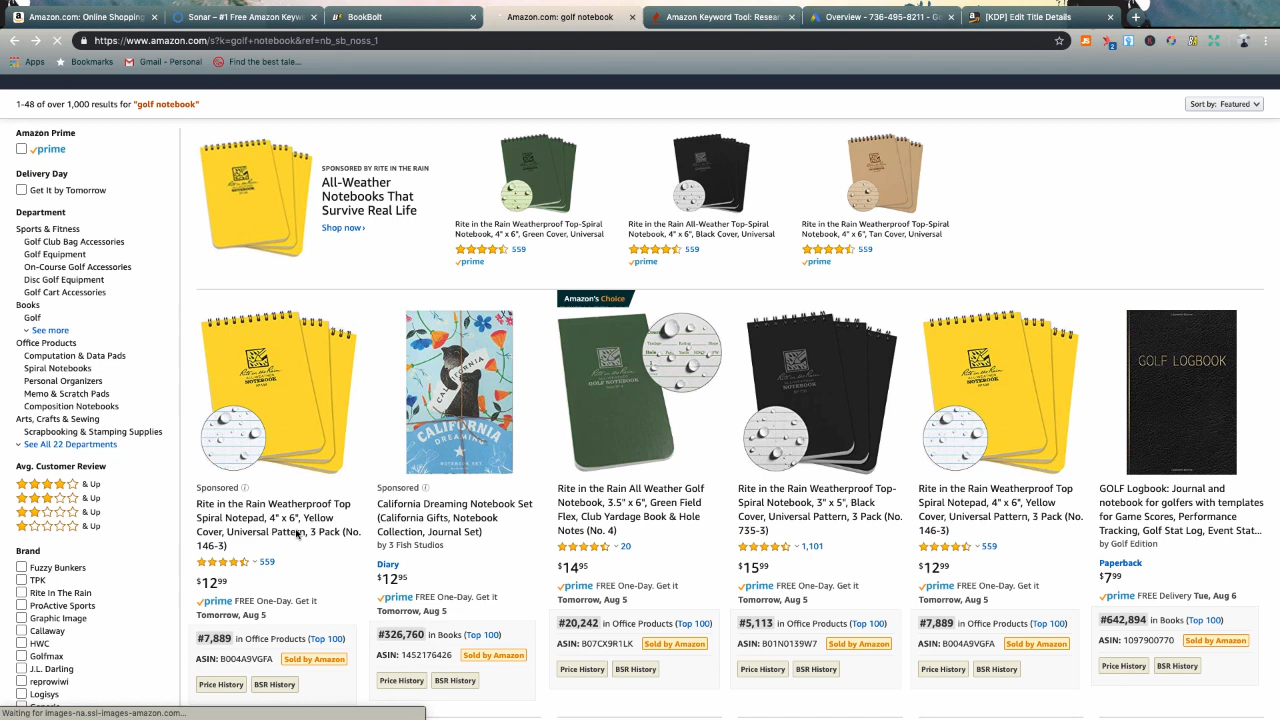 Amazon.com: Online Shopping
Sonar – #1 Free Amazon Keyw
BookBolt
Amazon.com: golf notebook
Amazon Keyword Tool: Resear
Overview - 736-495-8211 - G
[KDP] Edit Title Details
https://www.amazon.com/s?k=golf+notebook&ref=nb_sb_noss_1
Apps
Bookmarks
Gmail - Personal
Find the best tale...
1-48 of over 1,000 results for "golf notebook"
Sort by: Featured
Amazon Prime
prime
Delivery Day
Get It by Tomorrow
Department
Sports & Fitness
Golf Club Bag Accessories
Golf Equipment
On-Course Golf Accessories
Disc Golf Equipment
Golf Cart Accessories
Books
Golf
See more
Office Products
Computation & Data Pads
Spiral Notebooks
Personal Organizers
Memo & Scratch Pads
Composition Notebooks
Arts, Crafts & Sewing
Scrapbooking & Stamping Supplies
See All 22 Departments
Avg. Customer Review
& Up
& Up
& Up
& Up
Brand
Fuzzy Bunkers
TPK
Rite In The Rain
ProActive Sports
Graphic Image
Callaway
HWC
Golfmax
J.L. Darling
reprowiwi
Logisys
SPONSORED BY RITE IN THE RAIN
All-Weather
Notebooks That
Survive Real Life
Shop now ›
Rite in the Rain Weatherproof Top-Spiral
Notebook, 4" x 6", Green Cover, Universal
559
prime
Rite in the Rain All-Weather Top-Spiral
Notebook, 4" x 6", Black Cover, Universal
559
prime
Rite in the Rain Weatherproof Top-Spiral
Notebook, 4" x 6", Tan Cover, Universal
559
prime
Sponsored
Rite in the Rain Weatherproof Top
Spiral Notepad, 4" x 6", Yellow
Cover, Universal Pattern, 3 Pack (No.
146-3)
559
$12 99
prime FREE One-Day. Get it
Tomorrow, Aug 5
#7,889 in Office Products (Top 100)
ASIN: B004A9VGFA Sold by Amazon
Price History BSR History
CALIFORNIA
CALIFORNIA
DREAMING
NOTEBOOK SET
Sponsored
California Dreaming Notebook Set
(California Gifts, Notebook
Collection, Journal Set)
by 3 Fish Studios
Diary
$12 95
prime FREE One-Day. Get it
Tomorrow, Aug 5
#326,760 in Books (Top 100)
ASIN: 1452176426 Sold by Amazon
Price History BSR History
Amazon's Choice
Rite in the Rain
ALL-WEATHER
GOLF NOTEBOOK
Rite in the Rain All Weather Golf
Notebook, 3.5" x 6", Green Field
Flex, Club Yardage Book & Hole
Notes (No. 4)
20
$14 95
prime FREE One-Day. Get it
Tomorrow, Aug 5
#20,242 in Office Products (Top 100)
ASIN: B07CX9R1LK Sold by Amazon
Price History BSR History
Rite in the Rain Weatherproof Top-
Spiral Notebook, 3" x 5", Black
Cover, Universal Pattern, 3 Pack (No.
735-3)
1,101
$15 99
prime FREE One-Day. Get it
Tomorrow, Aug 5
#5,113 in Office Products (Top 100)
ASIN: B01N0139W7 Sold by Amazon
Price History BSR History
Rite in the Rain Weatherproof Top
Spiral Notepad, 4" x 6", Yellow
Cover, Universal Pattern, 3 Pack (No.
146-3)
559
$12 99
prime FREE One-Day. Get it
Tomorrow, Aug 5
#7,889 in Office Products (Top 100)
ASIN: B004A9VGFA Sold by Amazon
Price History BSR History
GOLF LOGBOOK
GOLF Logbook: Journal and
notebook for golfers with templates
for Game Scores, Performance
Tracking, Golf Stat Log, Event Stat...
by Golf Edition
Paperback
$7 99
prime FREE Delivery Tue, Aug 6
#642,894 in Books (Top 100)
ASIN: 1097900770 Sold by Amazon
Price History BSR History
Waiting for images-na.ssl-images-amazon.com...